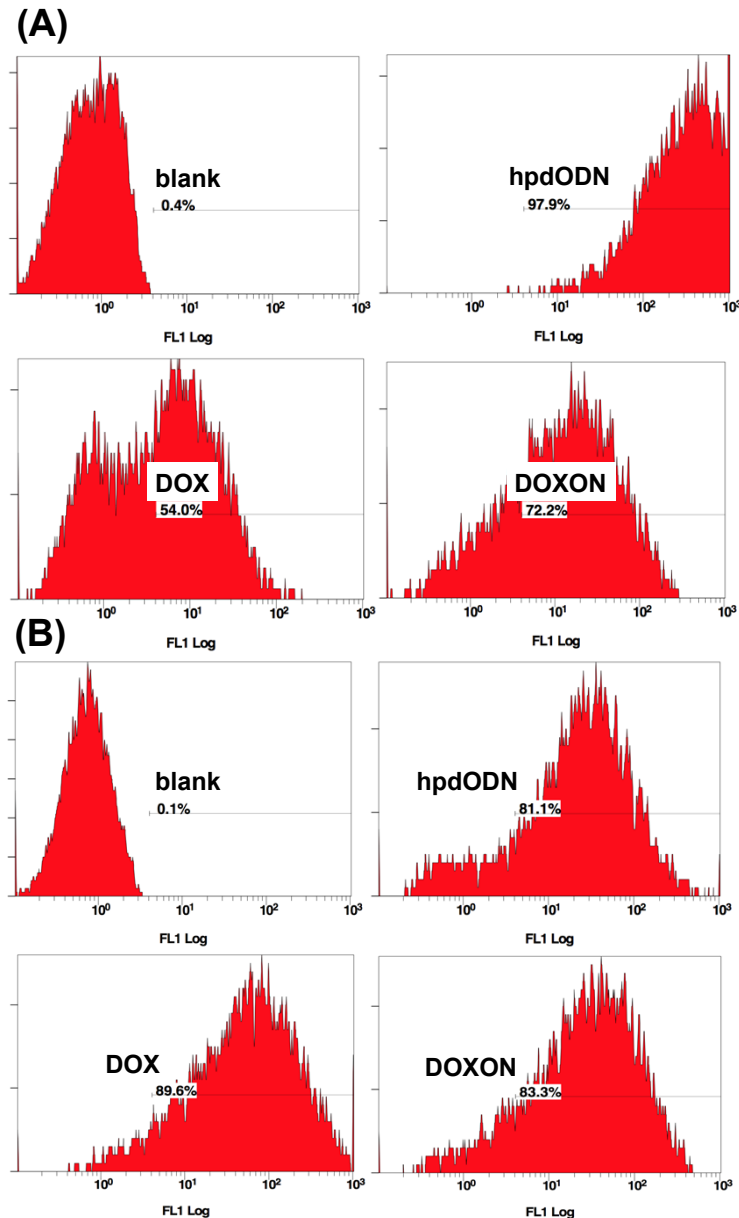 (A)
blank
0.4%
10⁰ 10¹ 10² 10³
FL1 Log
hpdODN
97.9%
10⁰ 10¹ 10² 10³
FL1 Log
DOX
54.0%
10⁰ 10¹ 10² 10³
FL1 Log
DOXON
72.2%
10⁰ 10¹ 10² 10³
FL1 Log
(B)
blank
0.1%
10⁰ 10¹ 10² 10³
FL1 Log
hpdODN
81.1%
10⁰ 10¹ 10² 10³
FL1 Log
DOX
89.6%
10⁰ 10¹ 10² 10³
FL1 Log
DOXON
83.3%
10⁰ 10¹ 10² 10³
FL1 Log